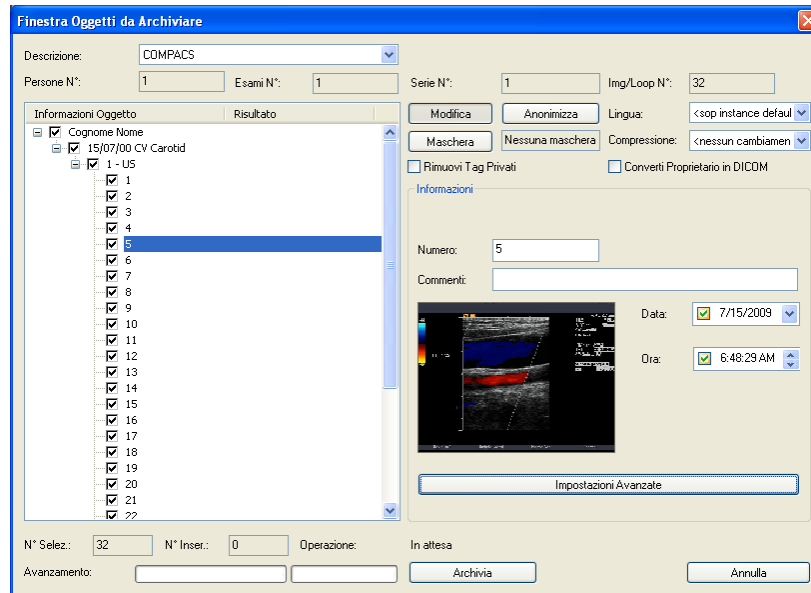 Finestra Oggetti da Archiviare
Descrizione: COMPACS
Persone N°: 1 Esami N°: 1 Serie N°: 1 Img/Loop N°: 32
Informazioni Oggetto Risultato
Modifica Anonimizza Lingua: <sop instance defaul
Cognome Nome
Maschera Nessuna maschera Compressione: <nessun cambiamen
15/07/00 CV Carotid
1 - US
Rimuovi Tag Privati Converti Proprietario in DICOM
1
2
3
4
5
6
7
8
9
10
11
12
13
14
15
16
17
18
19
20
21
22
Informazioni
Numero: 5
Commenti:
Data: 7/15/2009
Ora: 6:48:29 AM
Impostazioni Avanzate
N° Selez.: 32 N° Inser.: 0 Operazione: In attesa
Avanzamento: Archivia Annulla